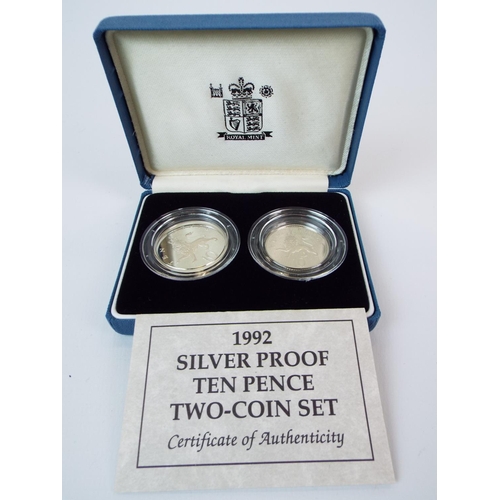 ROYAL MINT
1992
SILVER PROOF
TEN PENCE
TWO-COIN SET
Certificate of Authenticity